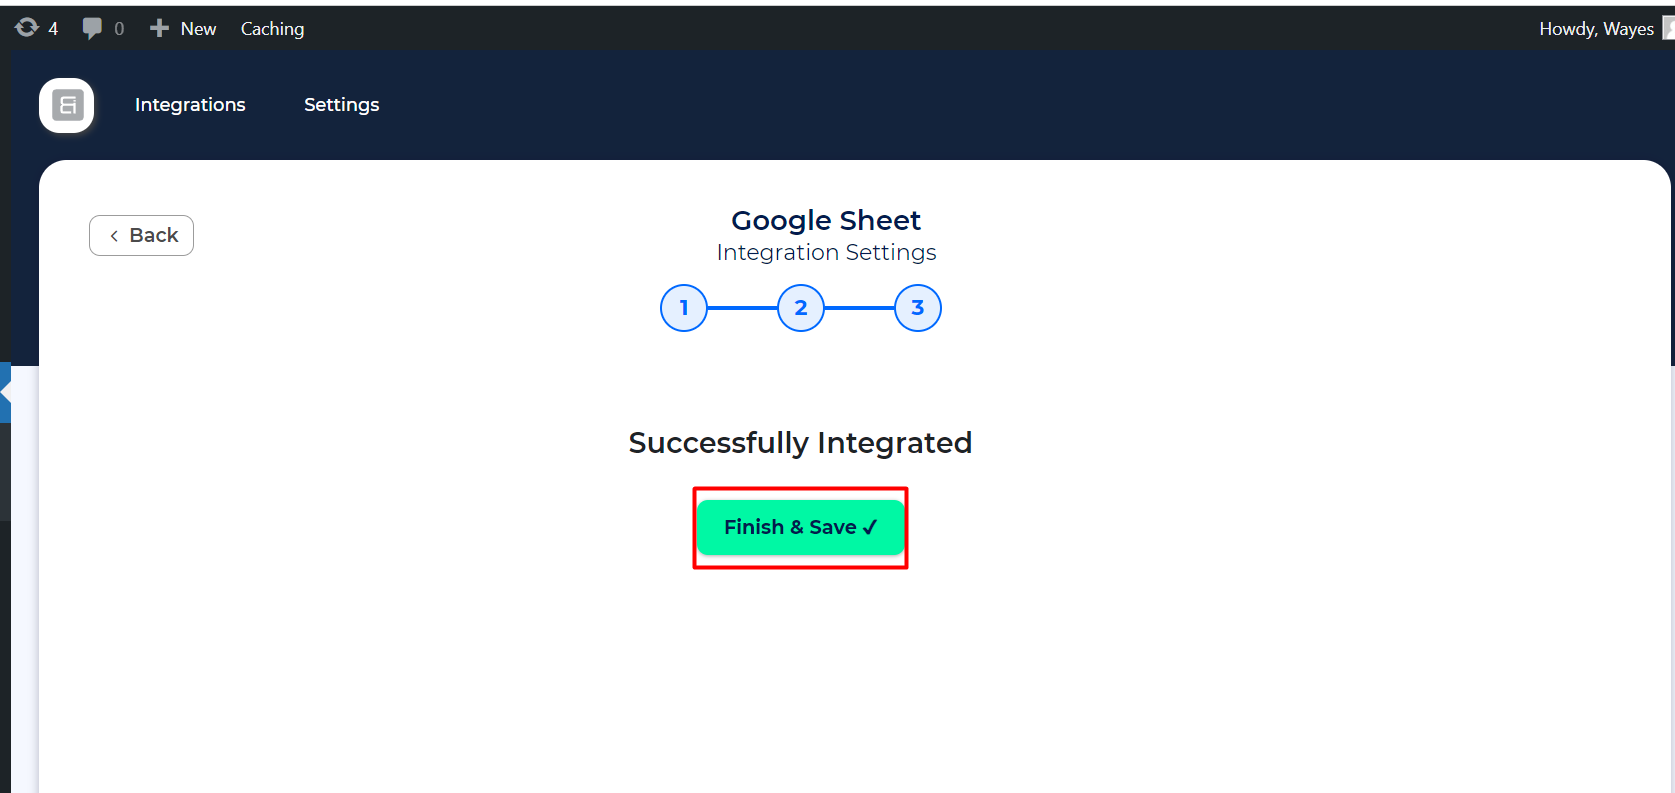 4 0 New Caching Howdy, Wayes
Integrations Settings
Back
Google Sheet
Integration Settings
1 2 3
Successfully Integrated
Finish & Save ✓